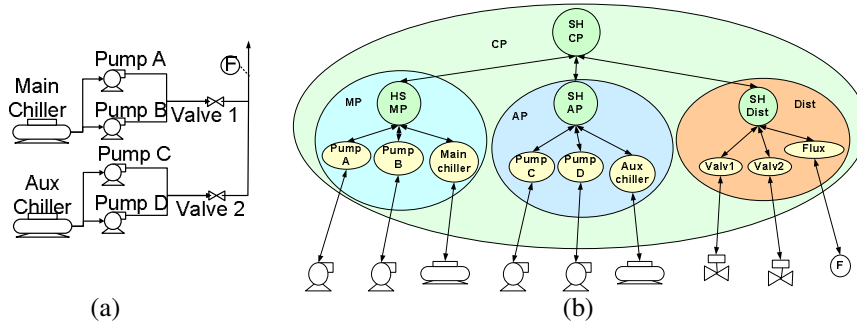 Pump A
F
Main
Chiller
Pump B
Valve 1
Pump C
Aux
Chiller
Pump D
Valve 2
(a)
SH
CP
CP
MP
HS
MP
Pump
A
Pump
B
Main
chiller
AP
SH
AP
Pump
C
Pump
D
Aux
chiller
SH
Dist
Dist
Valv1
Valv2
Flux
F
(b)